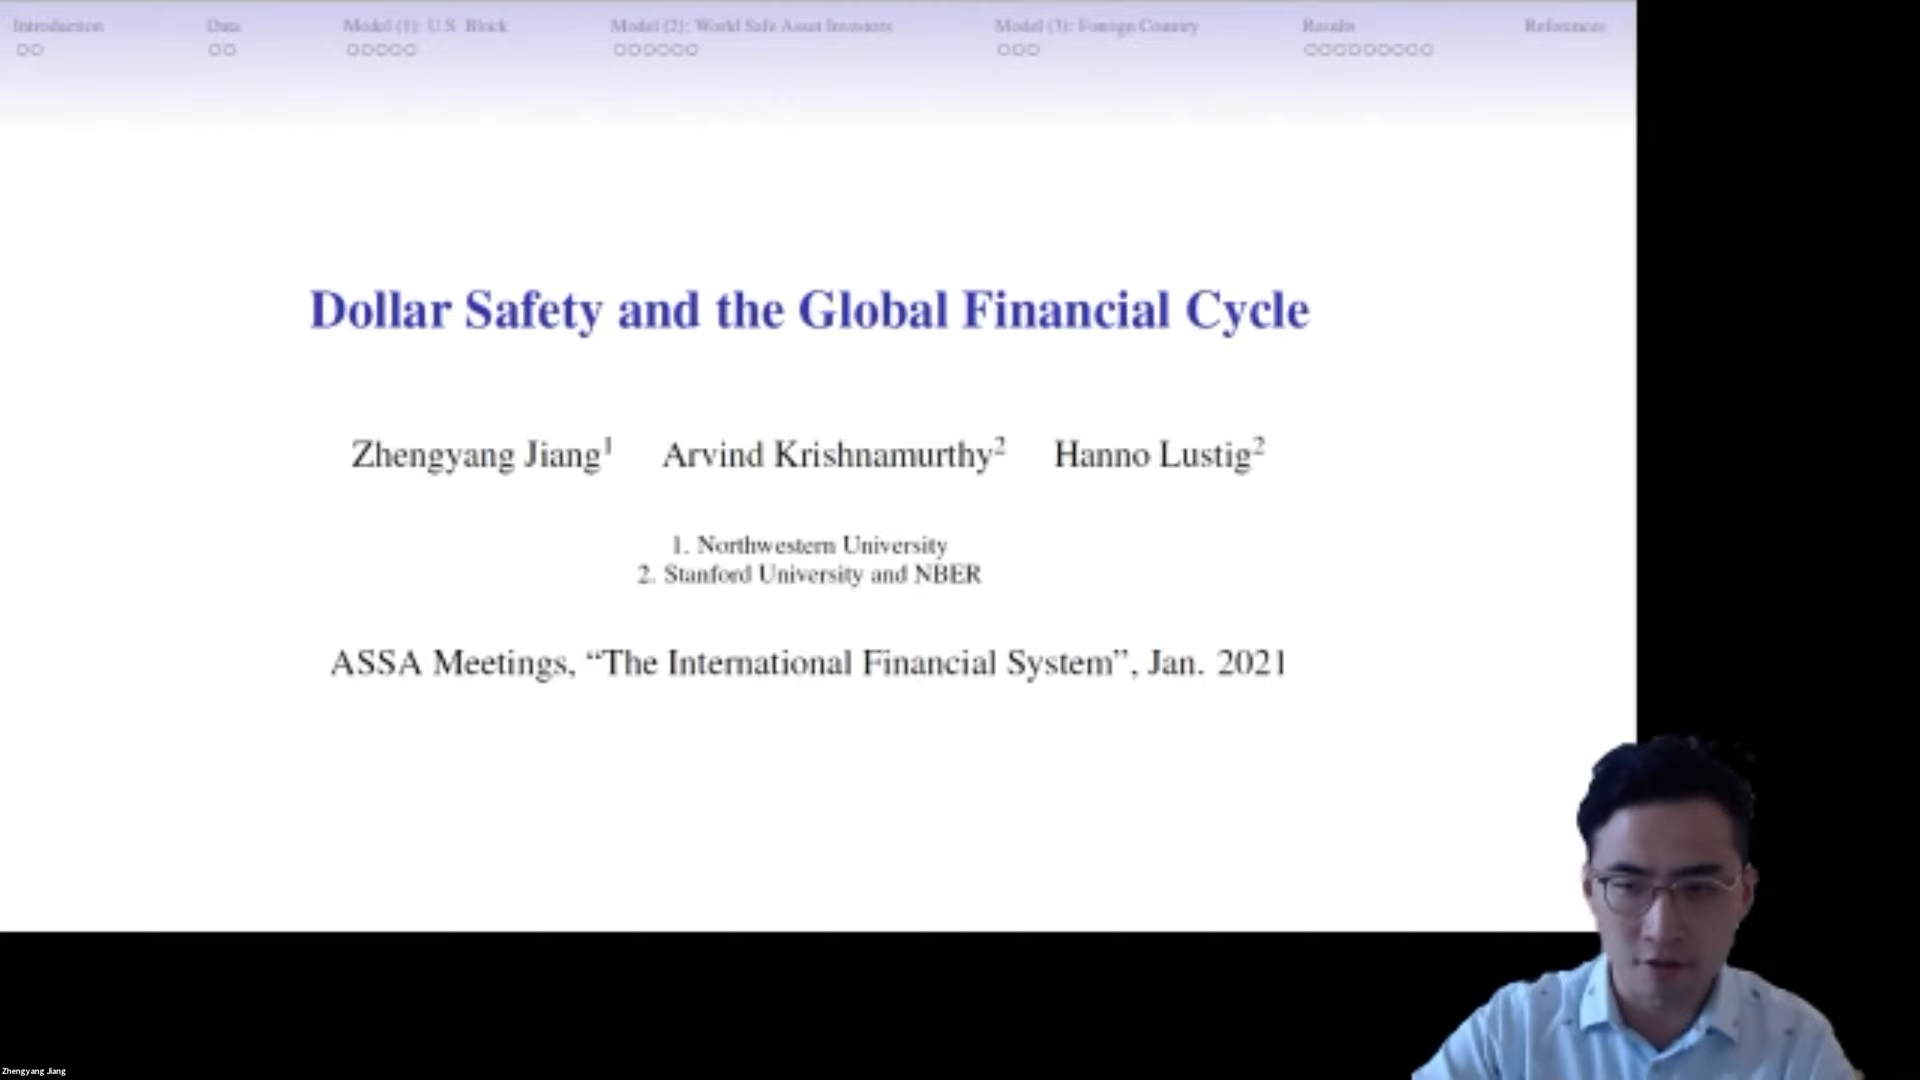 Introduction Data Model (1): U.S. Block Model (2): World Safe Asset Investors Model (3): Foreign Country Results References
Dollar Safety and the Global Financial Cycle
Zhengyang Jiang¹ Arvind Krishnamurthy² Hanno Lustig²
1. Northwestern University
2. Stanford University and NBER
ASSA Meetings, “The International Financial System”, Jan. 2021
Zhengyang Jiang